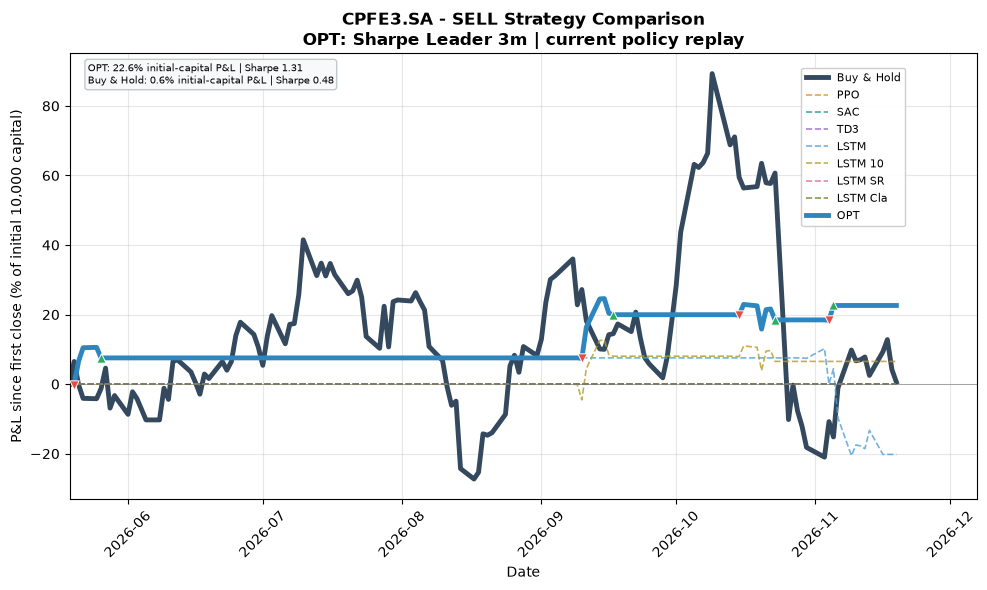 CPFE3.SA - SELL Strategy Comparison
OPT: Sharpe Leader 3m | current policy replay
OPT: 22.6% initial-capital P&L | Sharpe 1.31
Buy & Hold: 0.6% initial-capital P&L | Sharpe 0.48
Buy & Hold
PPO
SAC
TD3
LSTM
LSTM 10
LSTM SR
LSTM Cla
OPT
P&L since first close (% of initial 10,000 capital)
80
60
40
20
0
−20
2026-06
2026-07
2026-08
2026-09
2026-10
2026-11
2026-12
Date